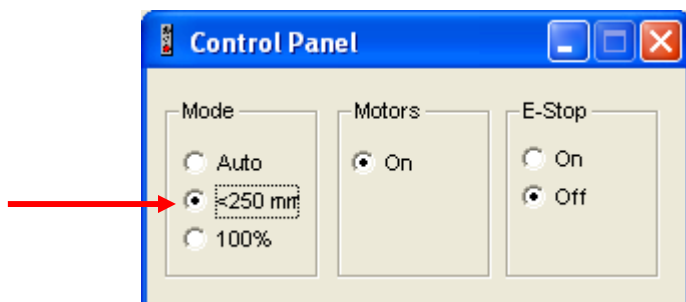 Control Panel
Mode
Auto
<250 mm
100%
Motors
On
E-Stop
On
Off